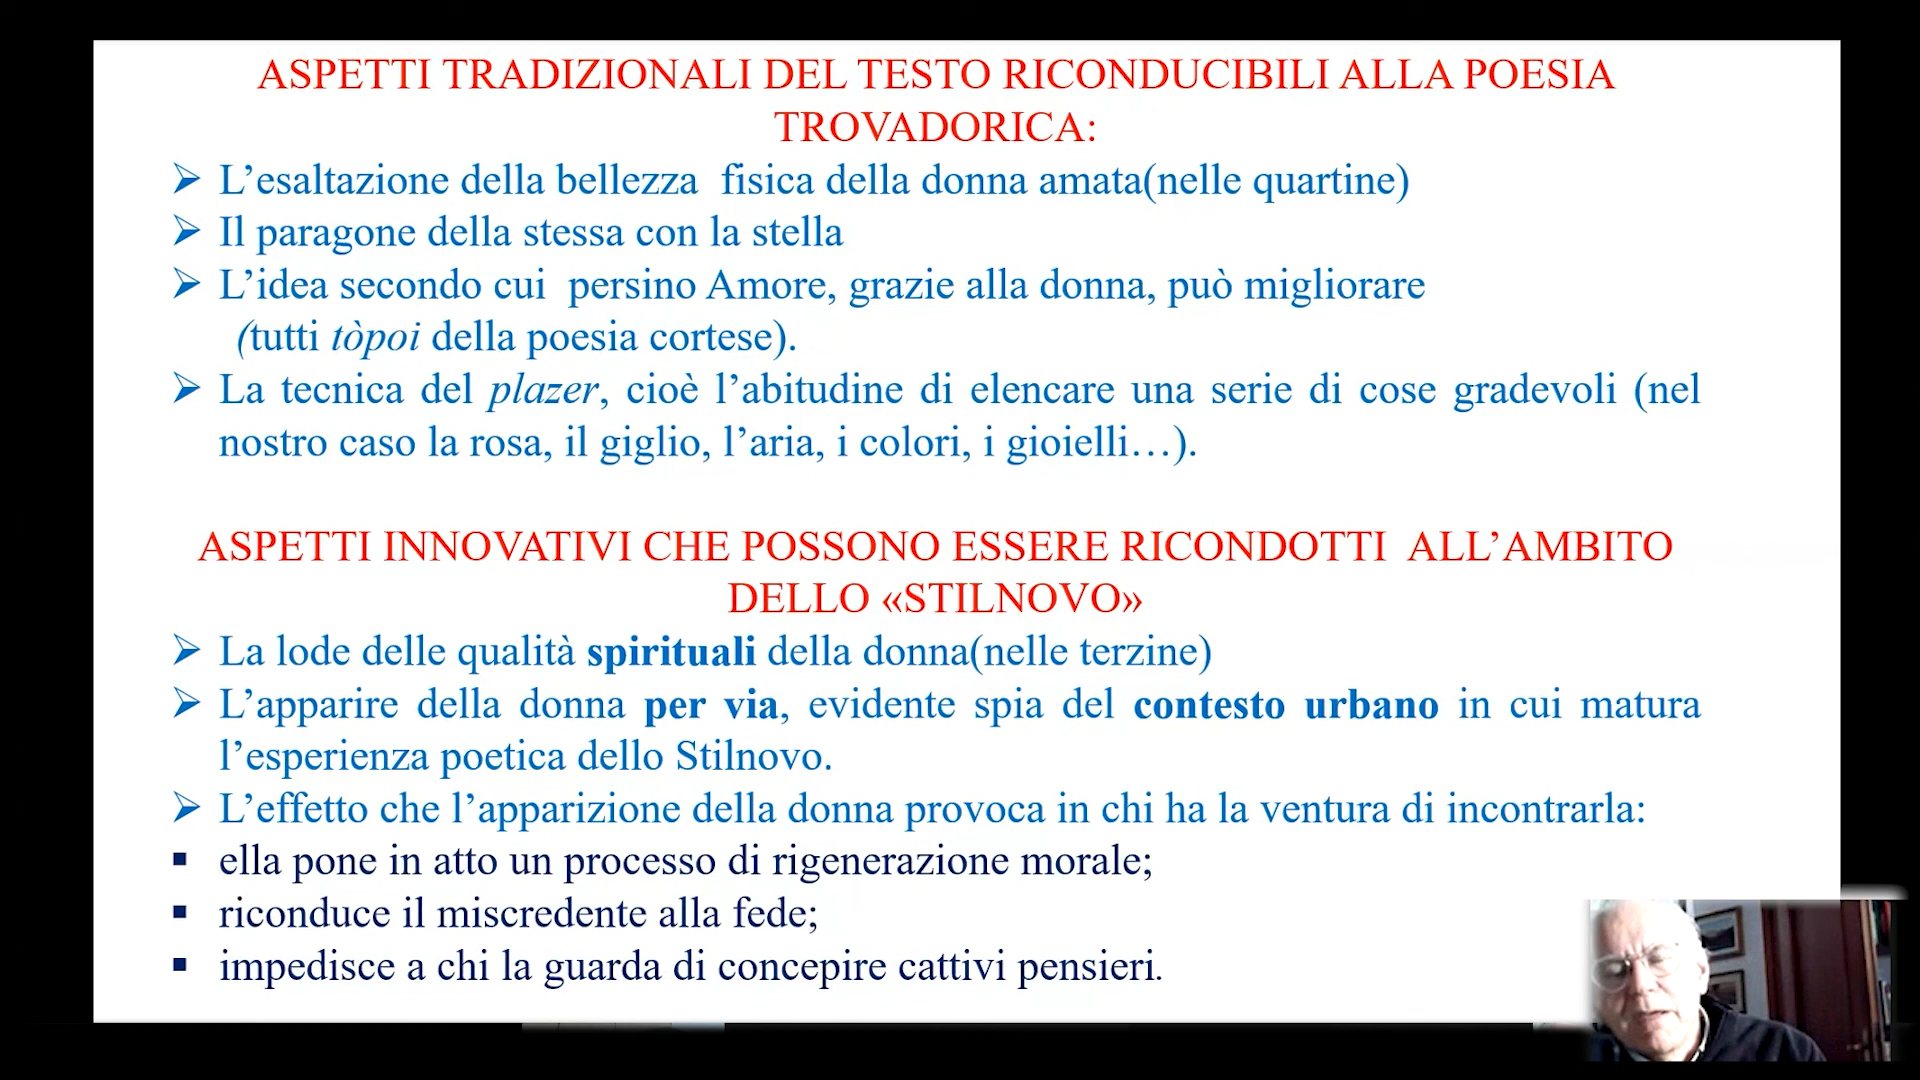 ASPETTI TRADIZIONALI DEL TESTO RICONDUCIBILI ALLA POESIA
TROVADORICA:
➢ L’esaltazione della bellezza fisica della donna amata(nelle quartine)
➢ Il paragone della stessa con la stella
➢ L’idea secondo cui persino Amore, grazie alla donna, può migliorare
(tutti tòpoi della poesia cortese).
➢ La tecnica del plazer, cioè l’abitudine di elencare una serie di cose gradevoli (nel
nostro caso la rosa, il giglio, l’aria, i colori, i gioielli…).
ASPETTI INNOVATIVI CHE POSSONO ESSERE RICONDOTTI ALL’AMBITO
DELLO «STILNOVO»
➢ La lode delle qualità spirituali della donna(nelle terzine)
➢ L’apparire della donna per via, evidente spia del contesto urbano in cui matura
l’esperienza poetica dello Stilnovo.
➢ L’effetto che l’apparizione della donna provoca in chi ha la ventura di incontrarla:
▪ ella pone in atto un processo di rigenerazione morale;
▪ riconduce il miscredente alla fede;
▪ impedisce a chi la guarda di concepire cattivi pensieri.